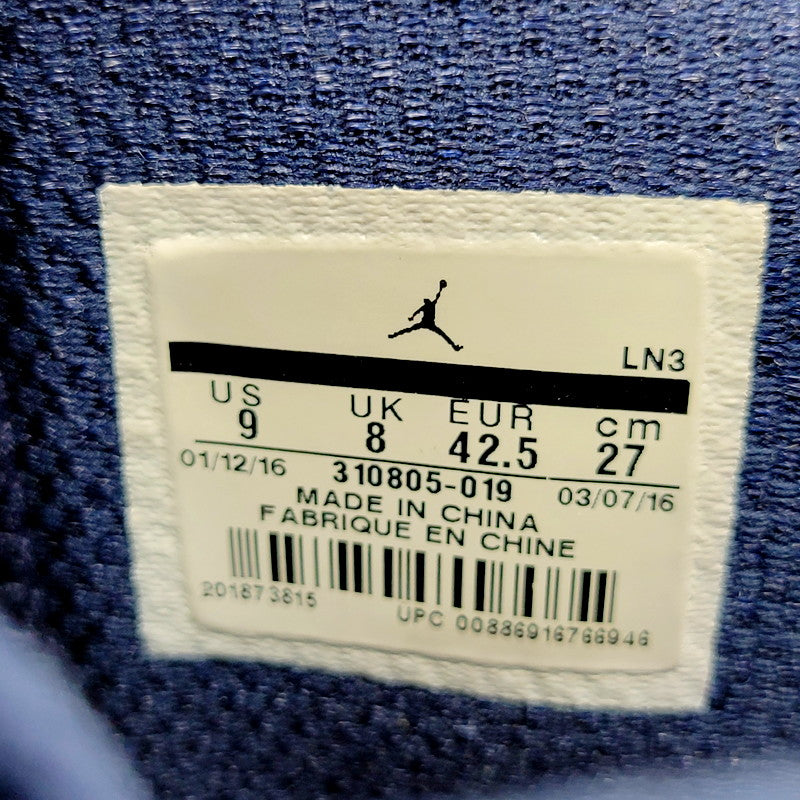 LN3
US UK EUR cm
9 8 42.5 27
01/12/16 310805-019 03/07/16
MADE IN CHINA
FABRIQUE EN CHINE
201873815
UPC 00886916766946